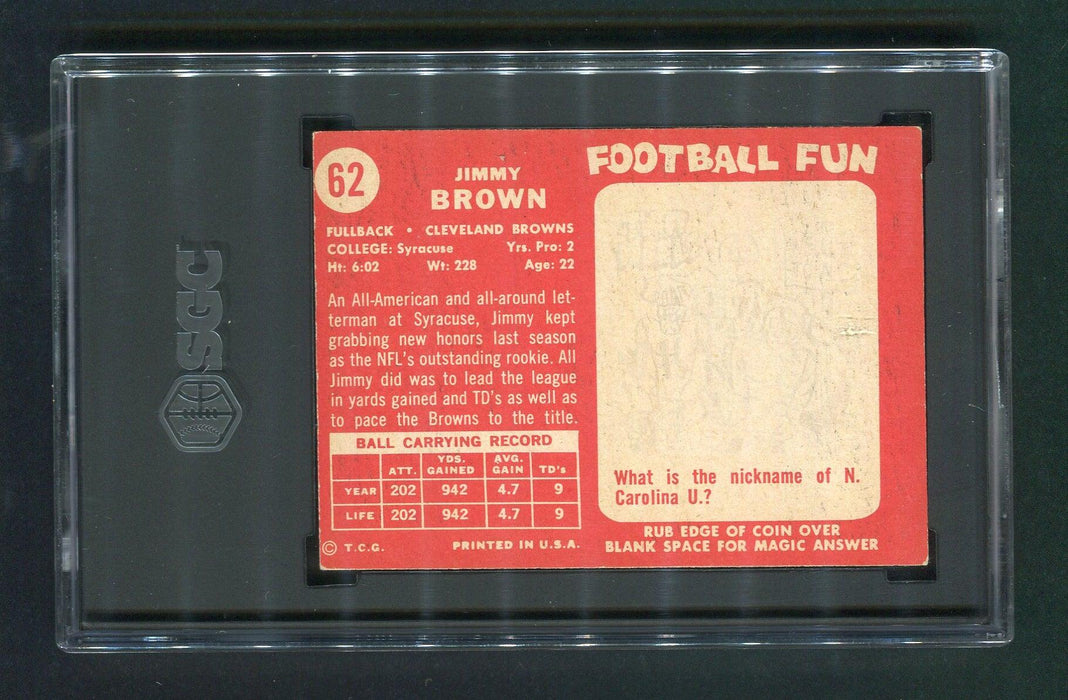 SGC
62
JIMMY
BROWN
FULLBACK • CLEVELAND BROWNS
COLLEGE: Syracuse Yrs. Pro: 2
Ht: 6:02 Wt: 228 Age: 22
An All-American and all-around let-
terman at Syracuse, Jimmy kept
grabbing new honors last season
as the NFL's outstanding rookie. All
Jimmy did was to lead the league
in yards gained and TD's as well as
to pace the Browns to the title.
BALL CARRYING RECORD
ATT. YDS. GAINED AVG. GAIN TD's
YEAR 202 942 4.7 9
LIFE 202 942 4.7 9
© T.C.G. PRINTED IN U.S.A.
FOOTBALL FUN
What is the nickname of N.
Carolina U.?
RUB EDGE OF COIN OVER
BLANK SPACE FOR MAGIC ANSWER